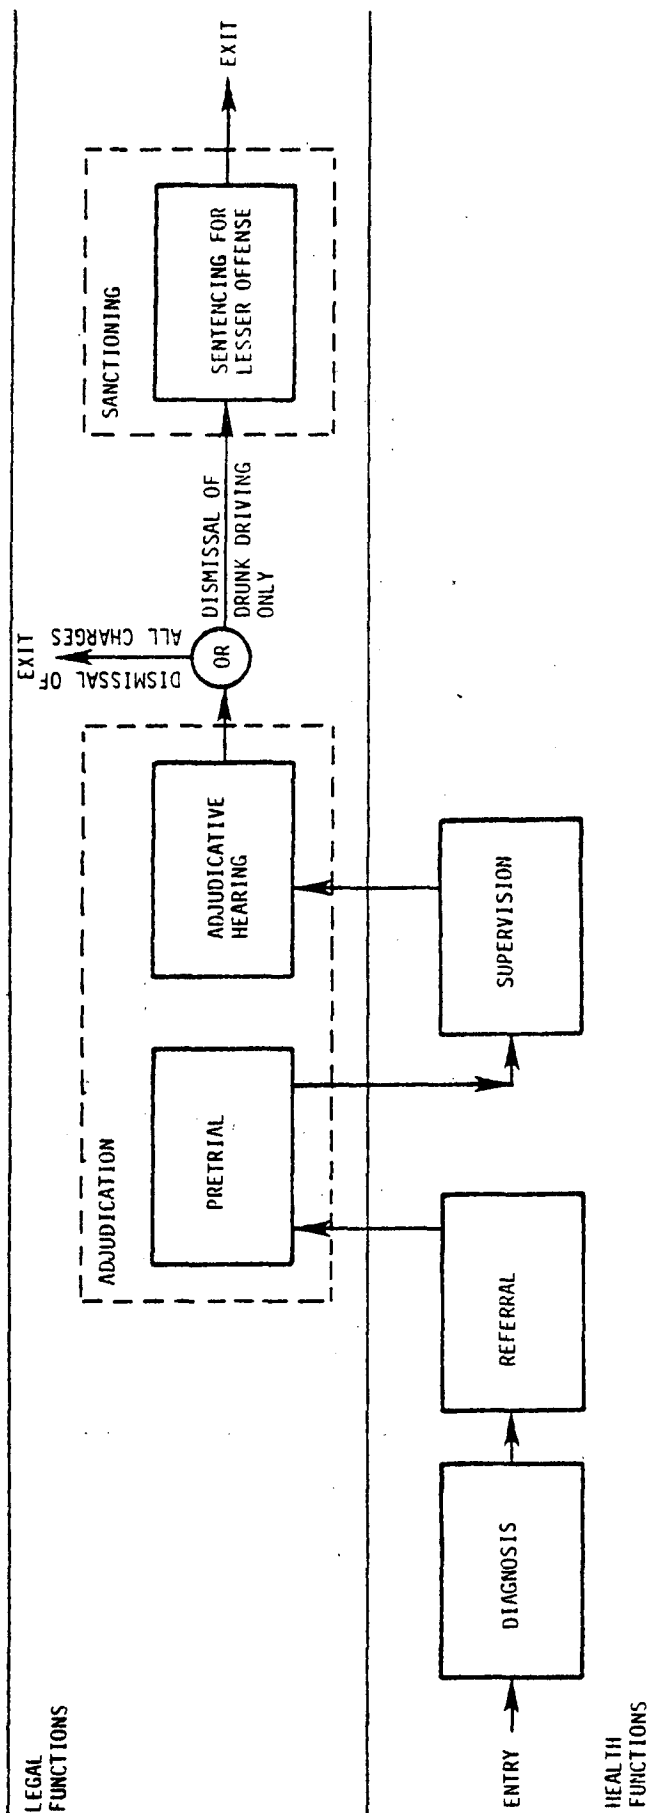 LEGAL
FUNCTIONS
ADJUDICATION
PRETRIAL
ADJUDICATIVE
HEARING
EXIT
DISMISSAL OF
ALL CHARGES
OR
DISMISSAL OF
DRUNK DRIVING
ONLY
SANCTIONING
SENTENCING FOR
LESSER OFFENSE
EXIT
ENTRY
DIAGNOSIS
REFERRAL
SUPERVISION
HEALTH
FUNCTIONS